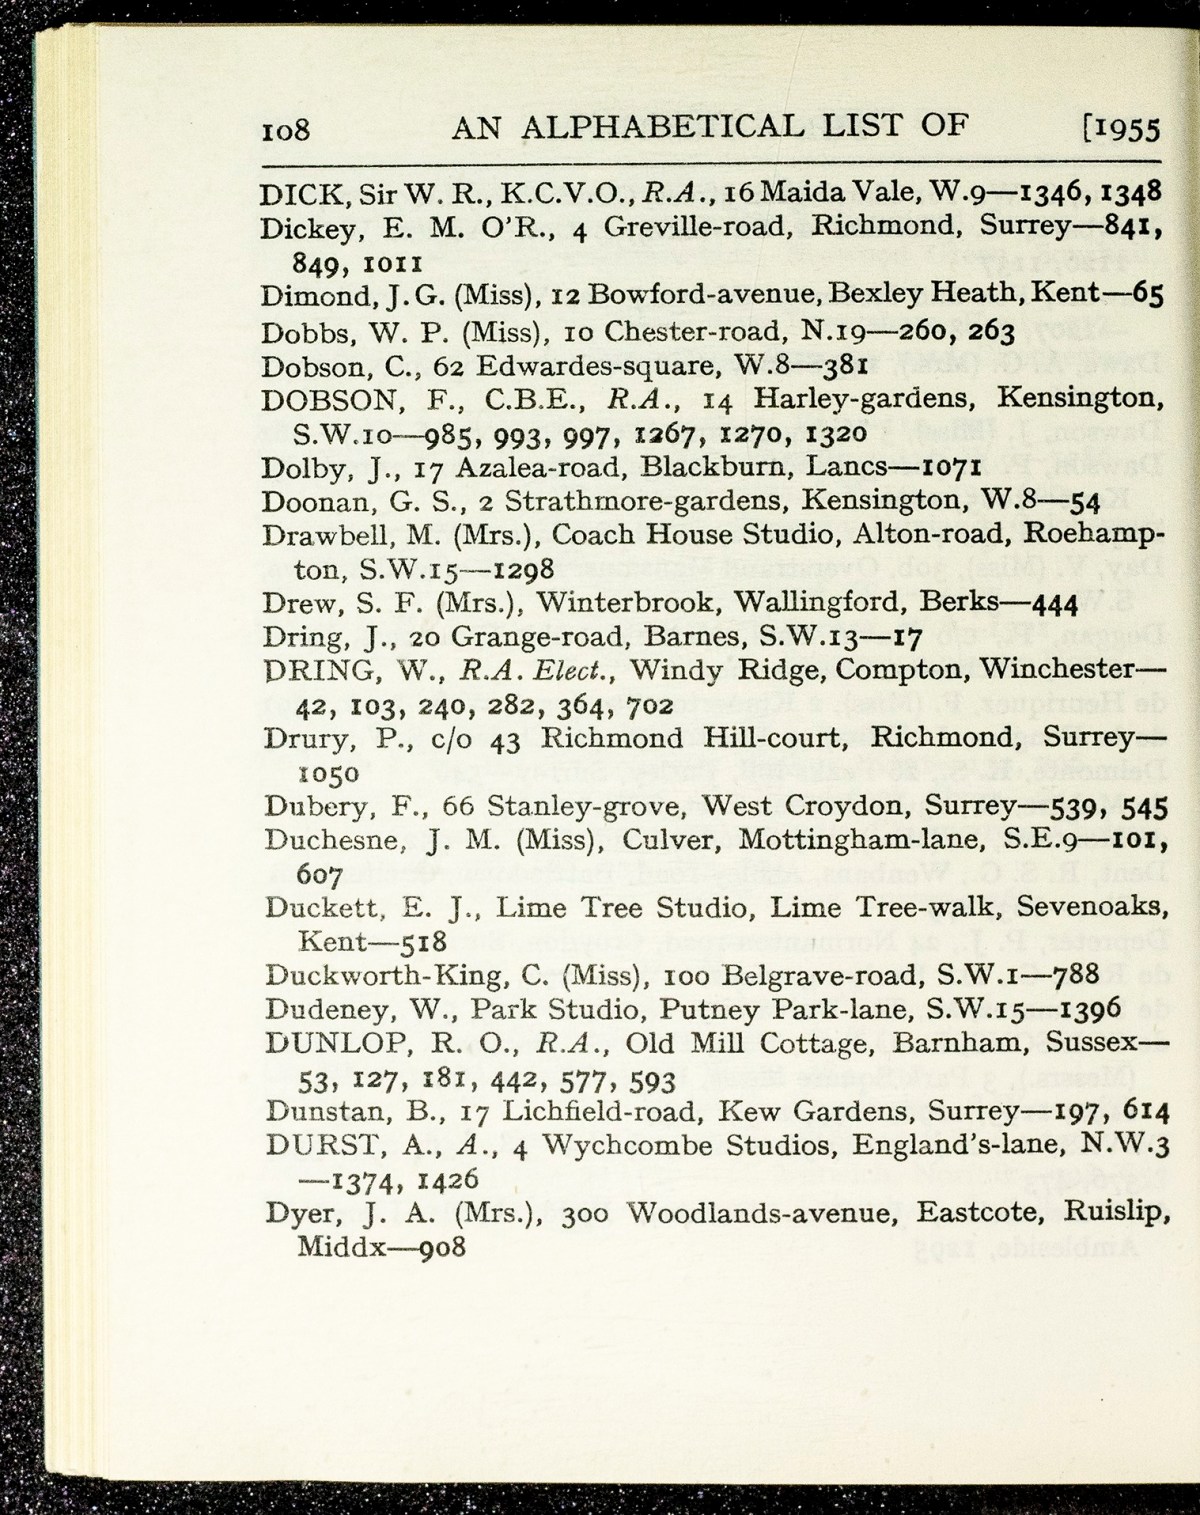 108 AN ALPHABETICAL LIST OF [1955
DICK, Sir W. R., K.C.V.O., R.A., 16 Maida Vale, W.9—1346, 1348
Dickey, E. M. O'R., 4 Greville-road, Richmond, Surrey—841,
849, 1011
Dimond, J. G. (Miss), 12 Bowford-avenue, Bexley Heath, Kent—65
Dobbs, W. P. (Miss), 10 Chester-road, N.19—260, 263
Dobson, C., 62 Edwardes-square, W.8—381
DOBSON, F., C.B.E., R.A., 14 Harley-gardens, Kensington,
S.W.10—985, 993, 997, 1267, 1270, 1320
Dolby, J., 17 Azalea-road, Blackburn, Lancs—1071
Doonan, G. S., 2 Strathmore-gardens, Kensington, W.8—54
Drawbell, M. (Mrs.), Coach House Studio, Alton-road, Roehamp-
ton, S.W.15—1298
Drew, S. F. (Mrs.), Winterbrook, Wallingford, Berks—444
Dring, J., 20 Grange-road, Barnes, S.W.13—17
DRING, W., R.A. Elect., Windy Ridge, Compton, Winchester—
42, 103, 240, 282, 364, 702
Drury, P., c/o 43 Richmond Hill-court, Richmond, Surrey—
1050
Dubery, F., 66 Stanley-grove, West Croydon, Surrey—539, 545
Duchesne, J. M. (Miss), Culver, Mottingham-lane, S.E.9—101,
607
Duckett, E. J., Lime Tree Studio, Lime Tree-walk, Sevenoaks,
Kent—518
Duckworth-King, C. (Miss), 100 Belgrave-road, S.W.1—788
Dudeney, W., Park Studio, Putney Park-lane, S.W.15—1396
DUNLOP, R. O., R.A., Old Mill Cottage, Barnham, Sussex—
53, 127, 181, 442, 577, 593
Dunstan, B., 17 Lichfield-road, Kew Gardens, Surrey—197, 614
DURST, A., A., 4 Wychcombe Studios, England's-lane, N.W.3
—1374, 1426
Dyer, J. A. (Mrs.), 300 Woodlands-avenue, Eastcote, Ruislip,
Middx—908